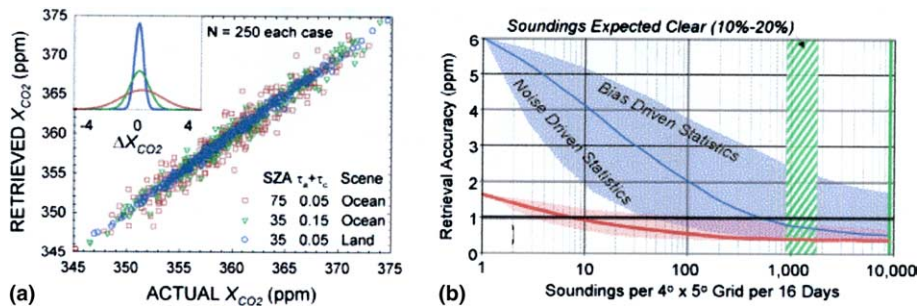 RETRIEVED X_CO2 (ppm)
375
370
365
360
355
350
345
N = 250 each case
-4 0 4
ΔX_CO2
SZA τa+τc Scene
75 0.05 Ocean
35 0.15 Ocean
35 0.05 Land
345 350 355 360 365 370 375
ACTUAL X_CO2 (ppm)
(a)
Soundings Expected Clear (10%-20%)
Retrieval Accuracy (ppm)
6
5
4
3
2
1
0
Bias Driven Statistics
Noise Driven Statistics
1 10 100 1,000 10,000
Soundings per 4° x 5° Grid per 16 Days
(b)